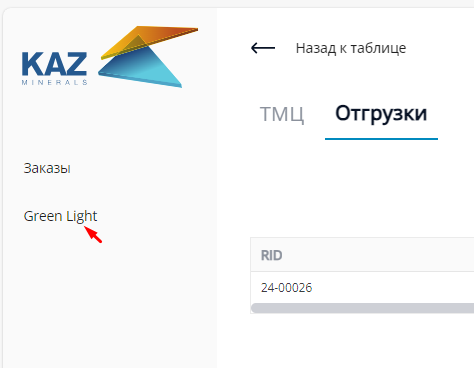 KAZ
MINERALS
Заказы
Green Light
Назад к таблице
ТМЦ Отгрузки
RID
24-00026